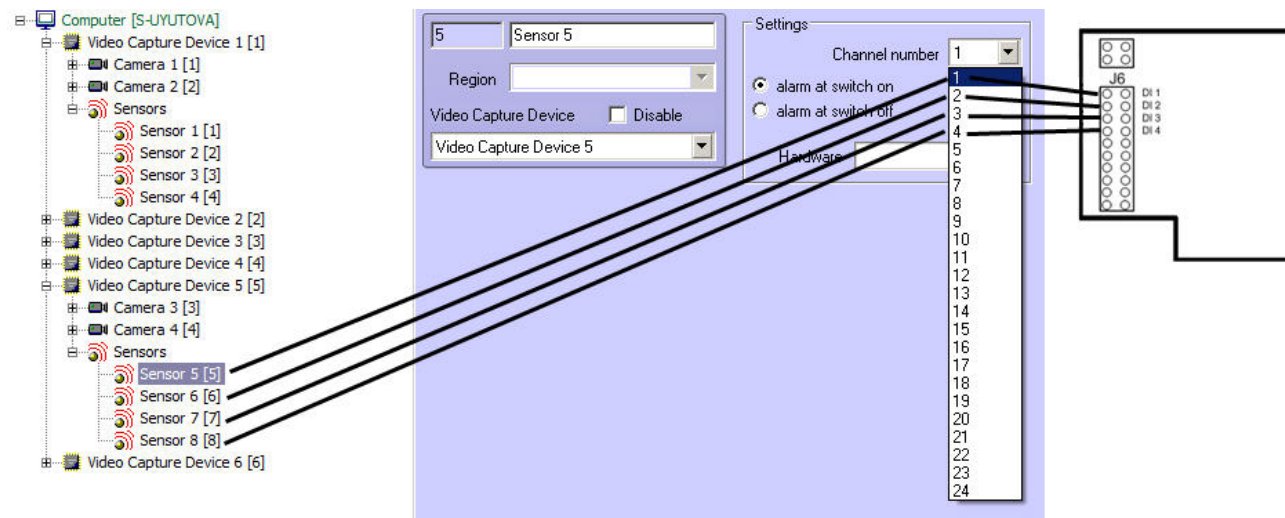 Computer [S-UYUTOVA]
Video Capture Device 1 [1]
Camera 1 [1]
Camera 2 [2]
Sensors
Sensor 1 [1]
Sensor 2 [2]
Sensor 3 [3]
Sensor 4 [4]
Video Capture Device 2 [2]
Video Capture Device 3 [3]
Video Capture Device 4 [4]
Video Capture Device 5 [5]
Camera 3 [3]
Camera 4 [4]
Sensors
Sensor 5 [5]
Sensor 6 [6]
Sensor 7 [7]
Sensor 8 [8]
Video Capture Device 6 [6]
5 Sensor 5
Region
Video Capture Device Disable
Video Capture Device 5
Settings
Channel number 1
alarm at switch on
alarm at switch off
Hardware
1
2
3
4
5
6
7
8
9
10
11
12
13
14
15
16
17
18
19
20
21
22
23
24
J6
DI 1
DI 2
DI 3
DI 4